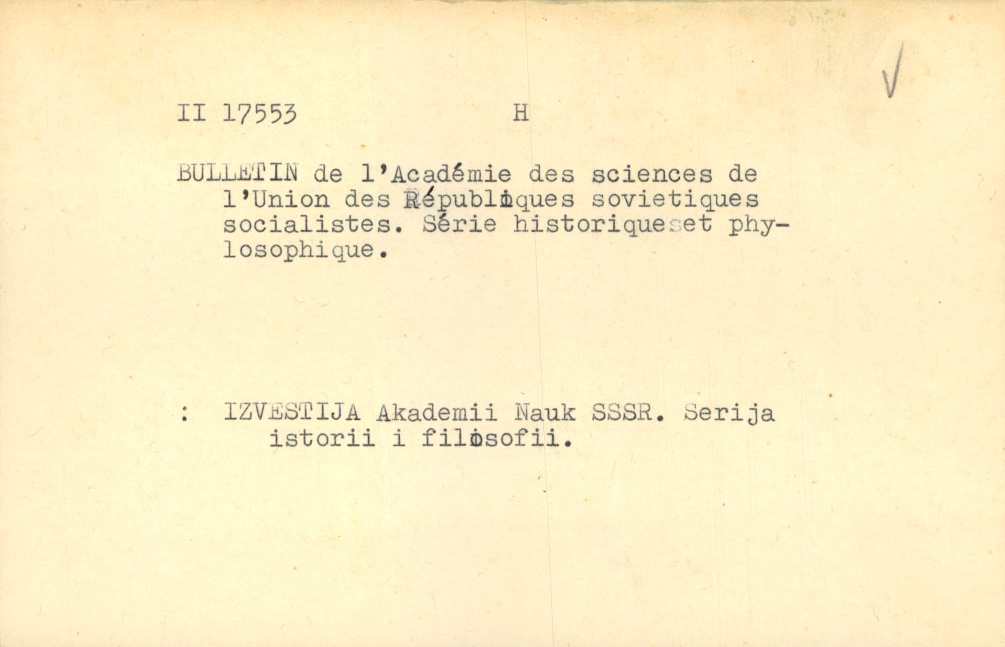 II 17553 H
BULLETIN de l'Académie des sciences de
l'Union des Républiques sovietiques
socialistes. Série historique et phy-
losophique.
: IZVESTIJA Akademii Nauk SSSR. Serija
istorii i filosofii.